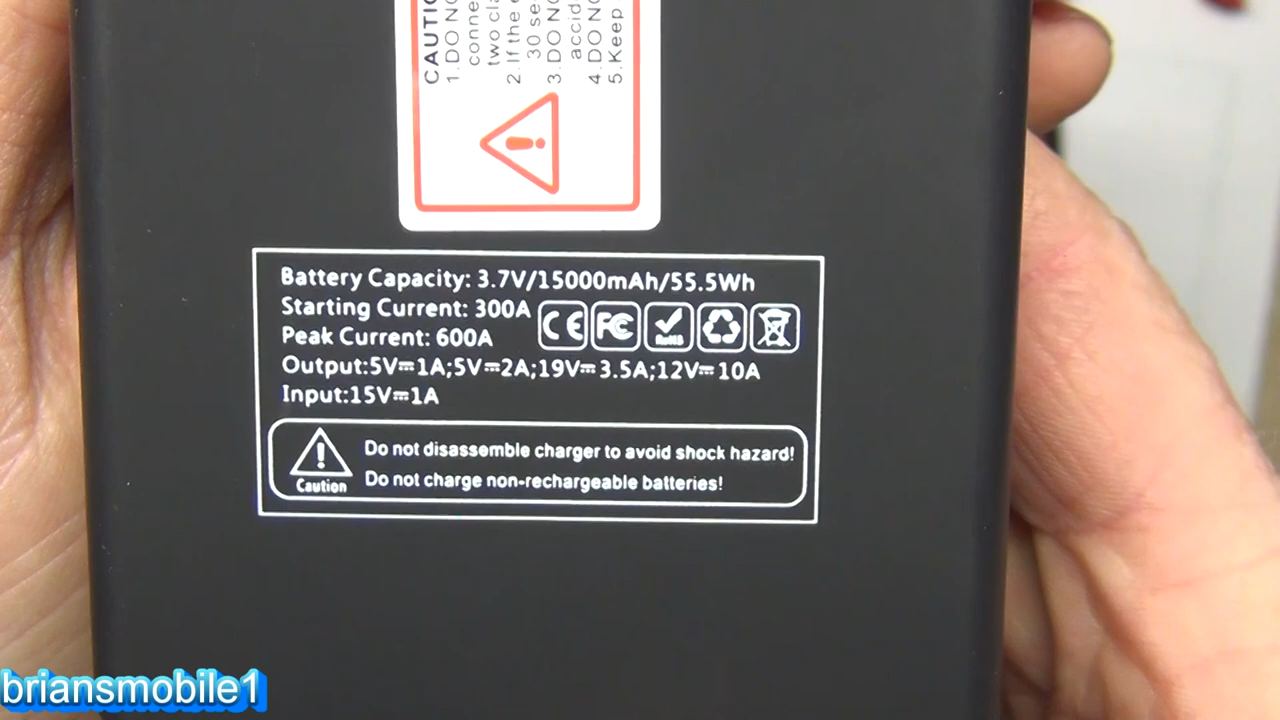 CAUTIO
1.DO NO
conne
two cla
2.If the e
30 se
3.DO NO
accid
4.DO NO
5.Keep
Battery Capacity: 3.7V/15000mAh/55.5Wh
Starting Current: 300A
Peak Current: 600A
CE FC RoHS
Output:5V⎓1A;5V⎓2A;19V⎓3.5A;12V⎓10A
Input:15V⎓1A
Do not disassemble charger to avoid shock hazard!
Caution Do not charge non-rechargeable batteries!
briansmobile1